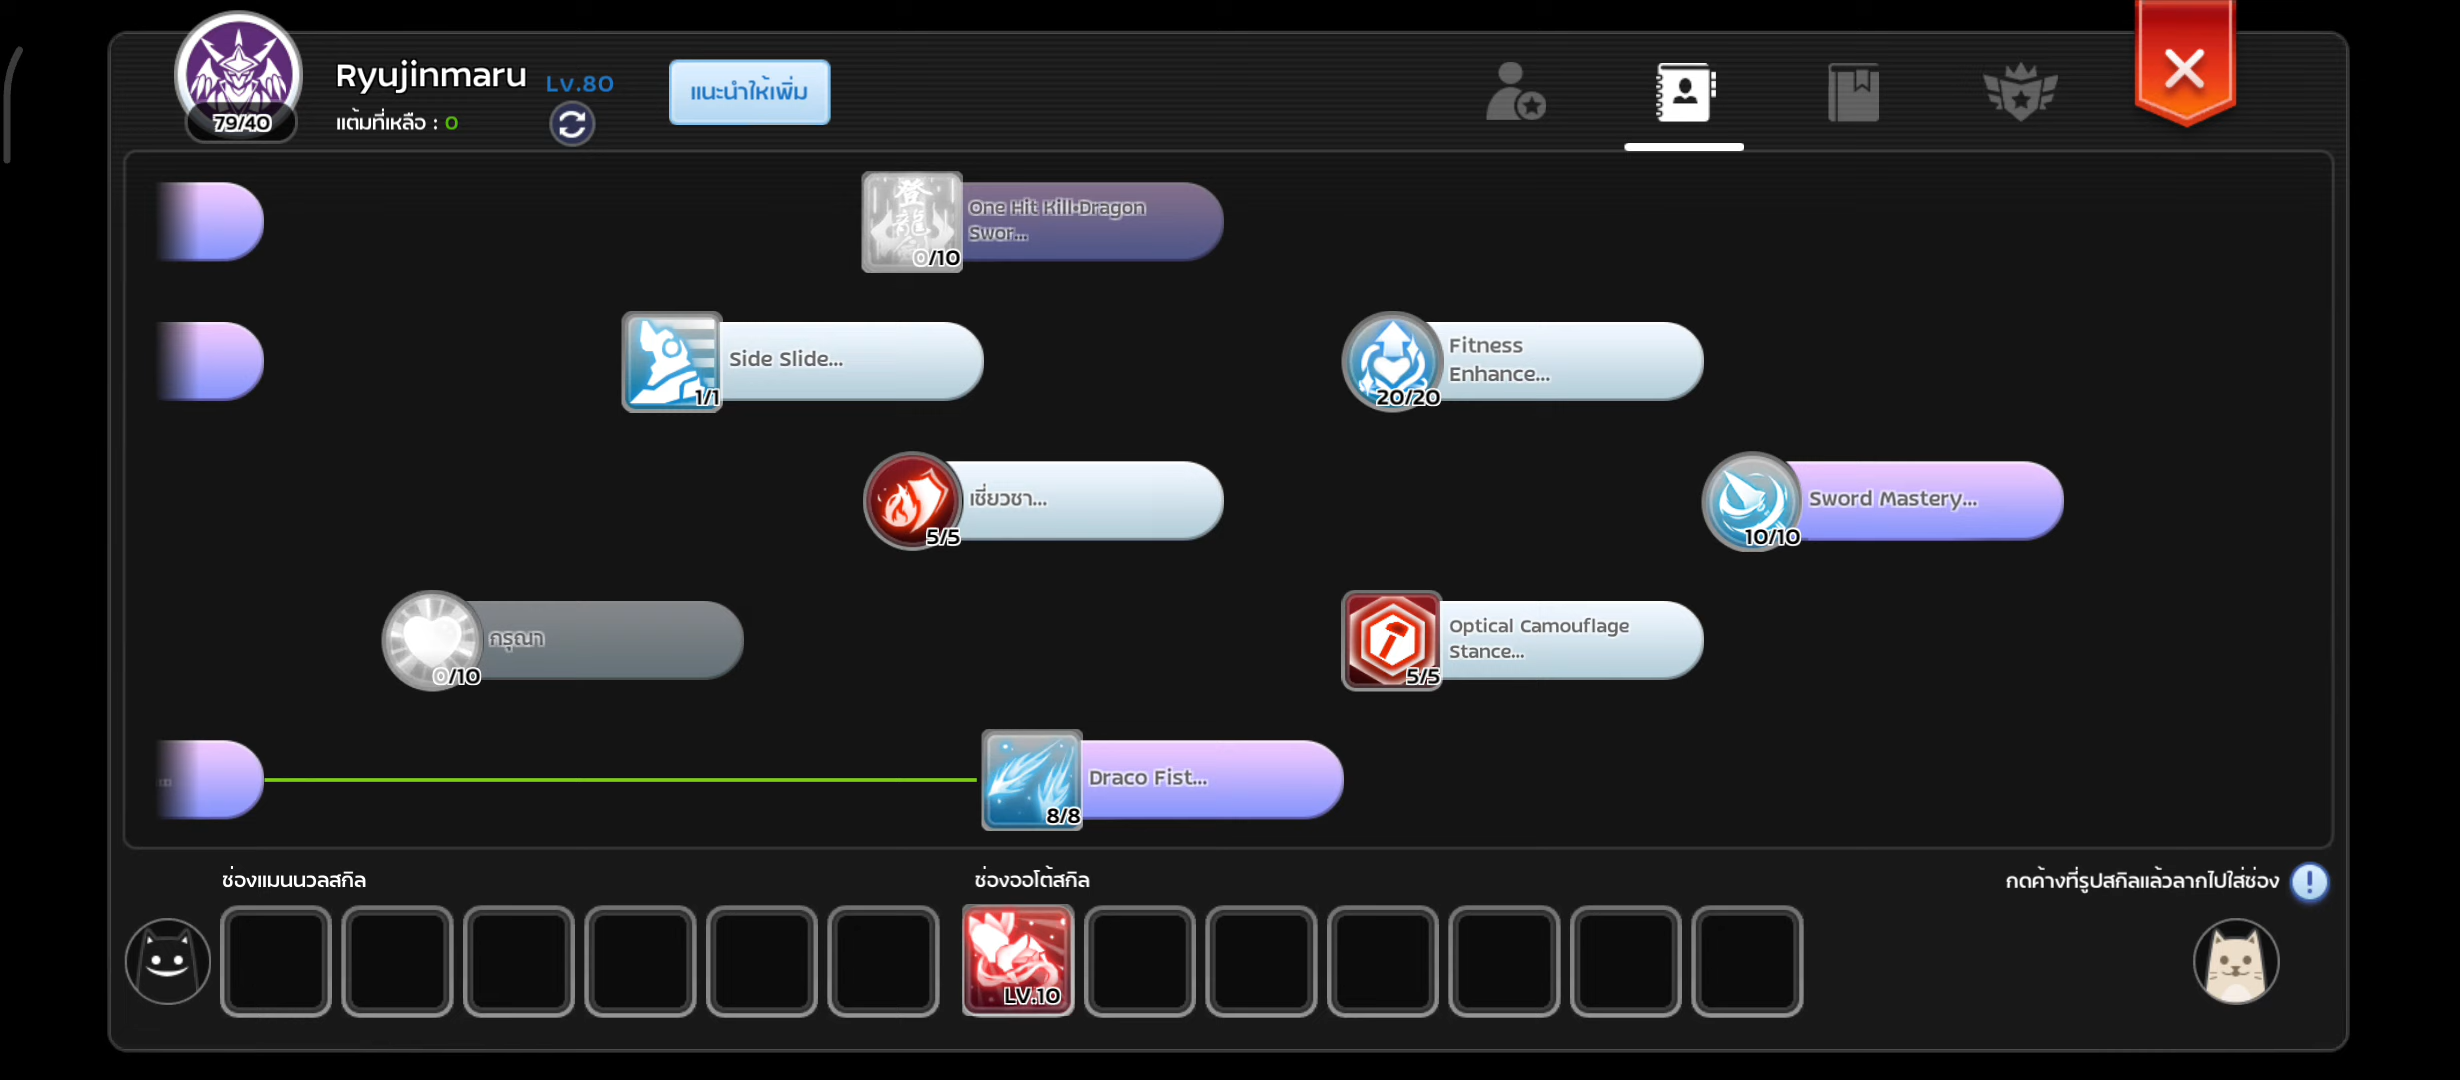 Ryujinmaru Lv.80
แนะนำให้เพิ่ม
79/40
แต้มที่เหลือ : 0
One Hit Kill·Dragon
Swor...
0/10
Side Slide...
1/1
Fitness
Enhance...
20/20
เชี่ยวชา...
5/5
Sword Mastery...
10/10
กรุณา
0/10
Optical Camouflage
Stance...
5/5
Draco Fist...
8/8
ช่องแมนนวลสกิล
ช่องออโต้สกิล
กดค้างที่รูปสกิลแล้วลากไปใส่ช่อง
LV.10